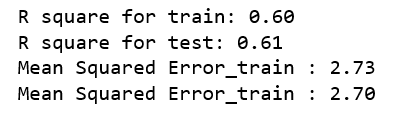 R square for train: 0.60
R square for test: 0.61
Mean Squared Error_train : 2.73
Mean Squared Error_train : 2.70